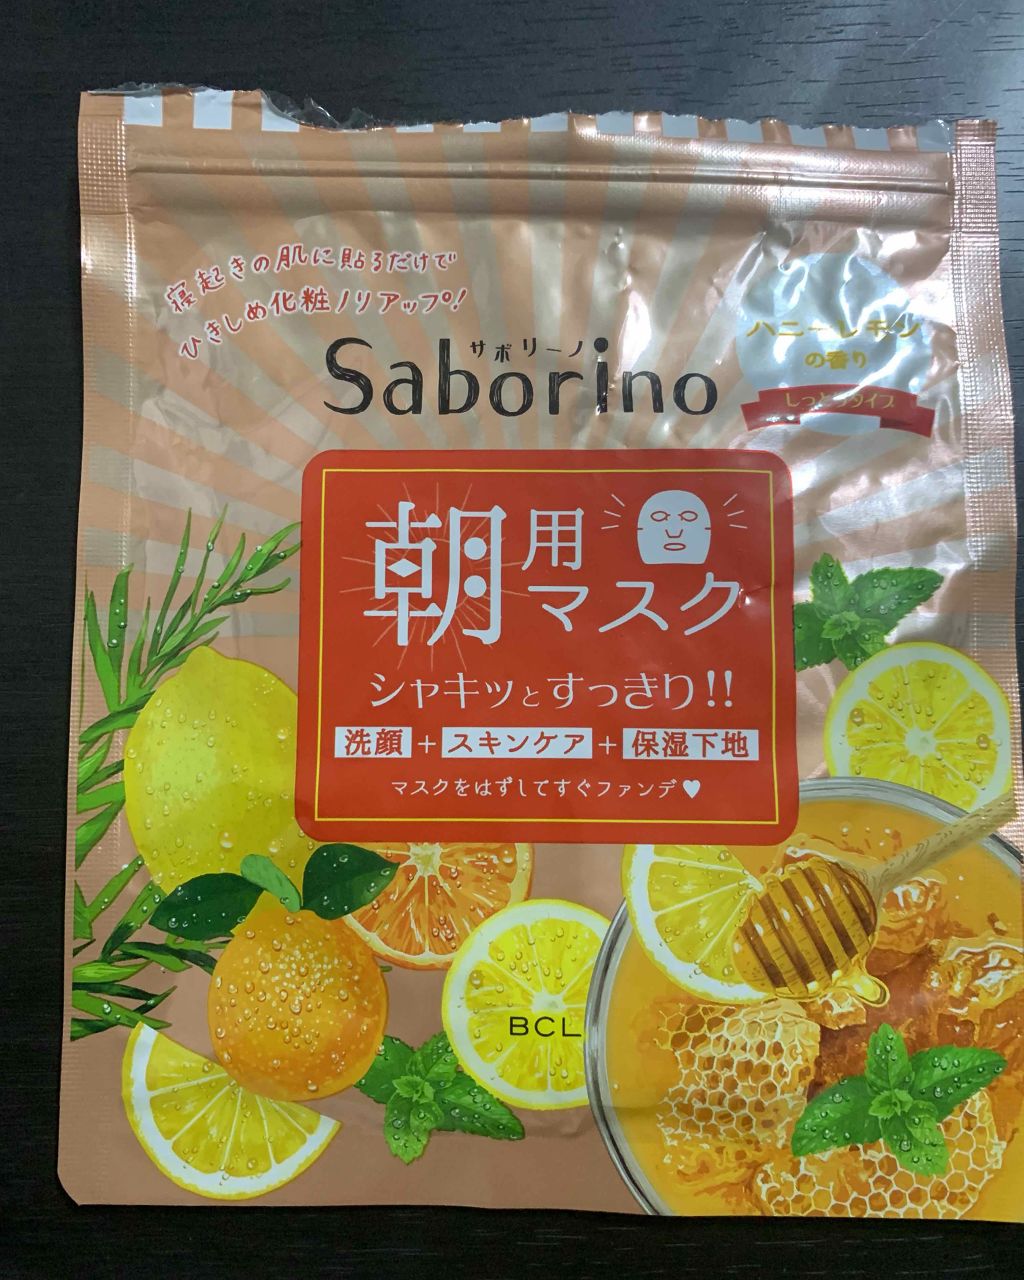 寝起きの肌に貼るだけで
ひきしめ化粧ノリアップ!
サボリーノ
Saborino
ハニーレモン
の香り
しっとりタイプ
朝用マスク
シャキッとすっきり!!
洗顔+スキンケア+保湿下地
マスクをはずしてすぐファンデ♥
BCL